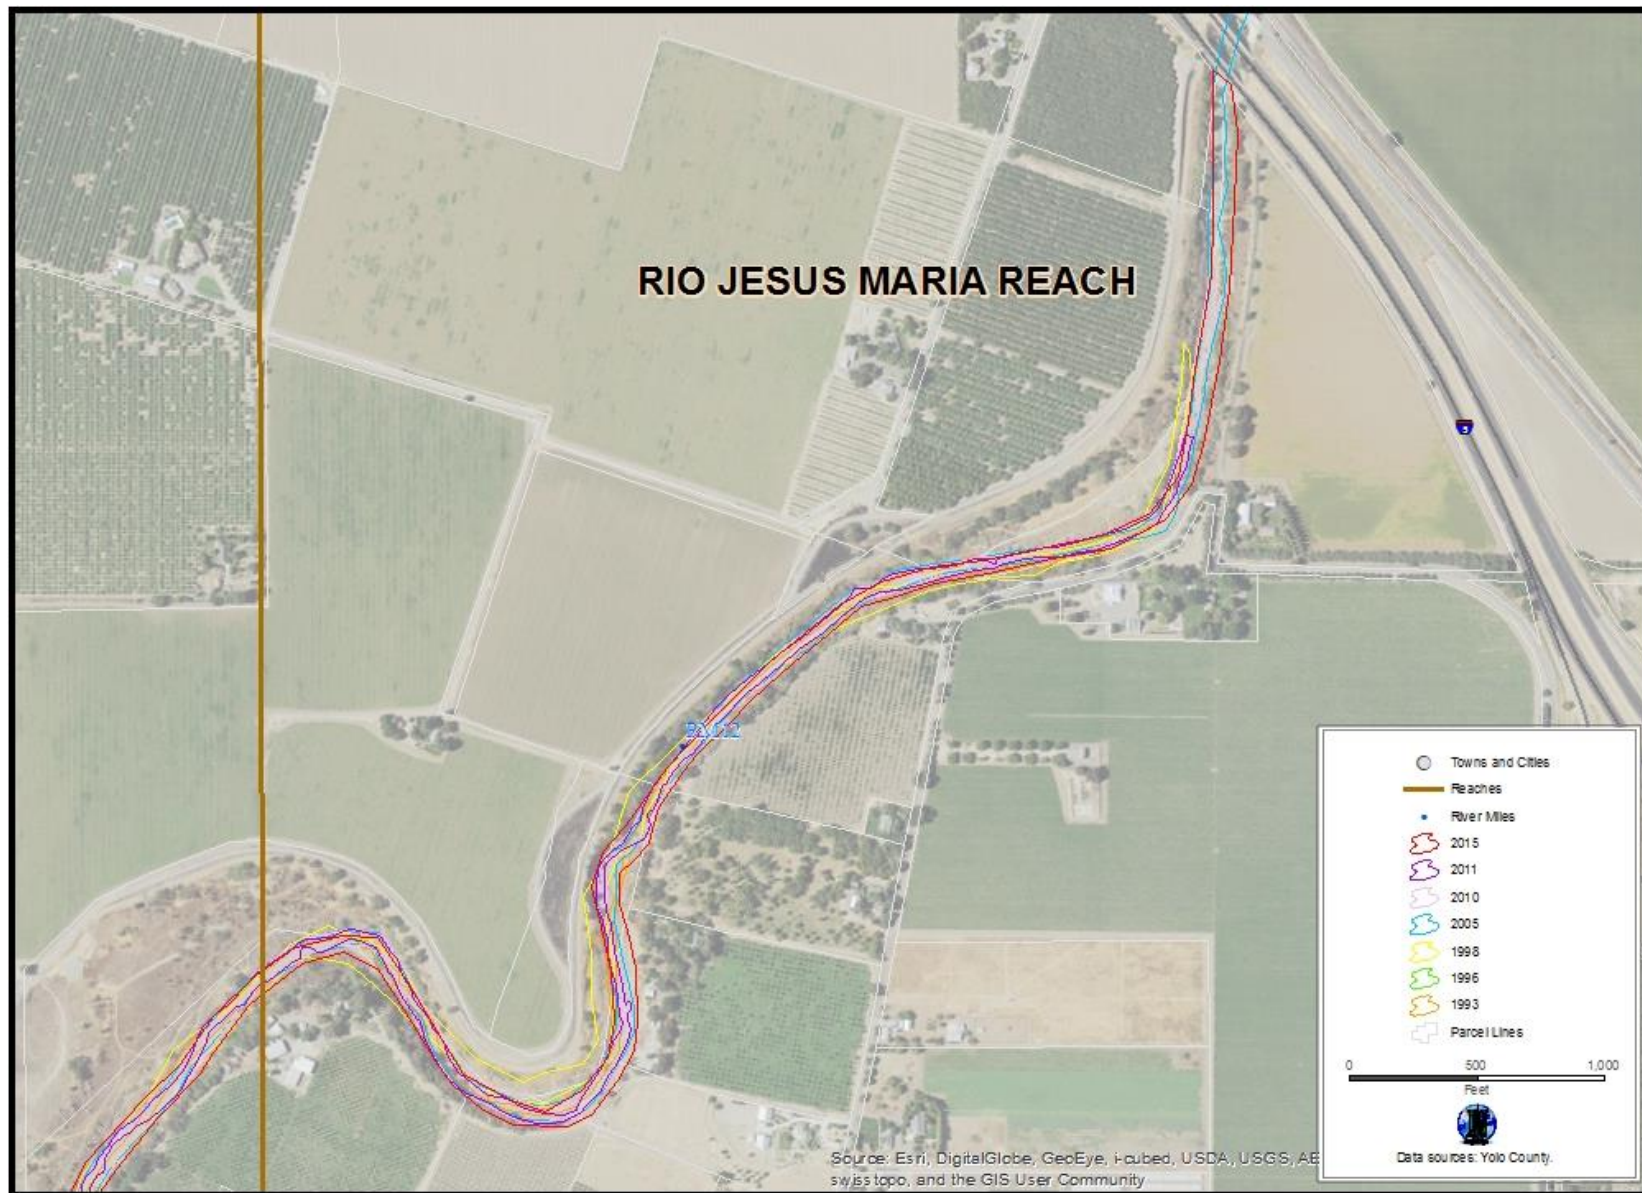 RIO JESUS MARIA REACH
5
Towns and Cities
Reaches
River Miles
2015
2011
2010
2005
1998
1996
1993
Parcel Lines
0 500 1,000
Feet
Data sources: Yolo County.
Source: Esri, DigitalGlobe, GeoEye, i-cubed, USDA, USGS,
swisstopo, and the GIS User Community